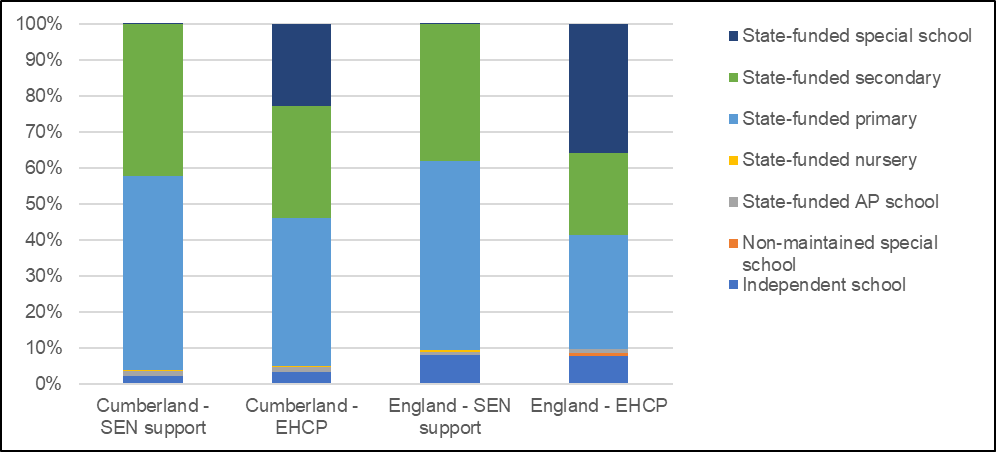 100%
90%
80%
70%
60%
50%
40%
30%
20%
10%
0%
Cumberland -
SEN support
Cumberland -
EHCP
England - SEN
support
England - EHCP
State-funded special school
State-funded secondary
State-funded primary
State-funded nursery
State-funded AP school
Non-maintained special
school
Independent school